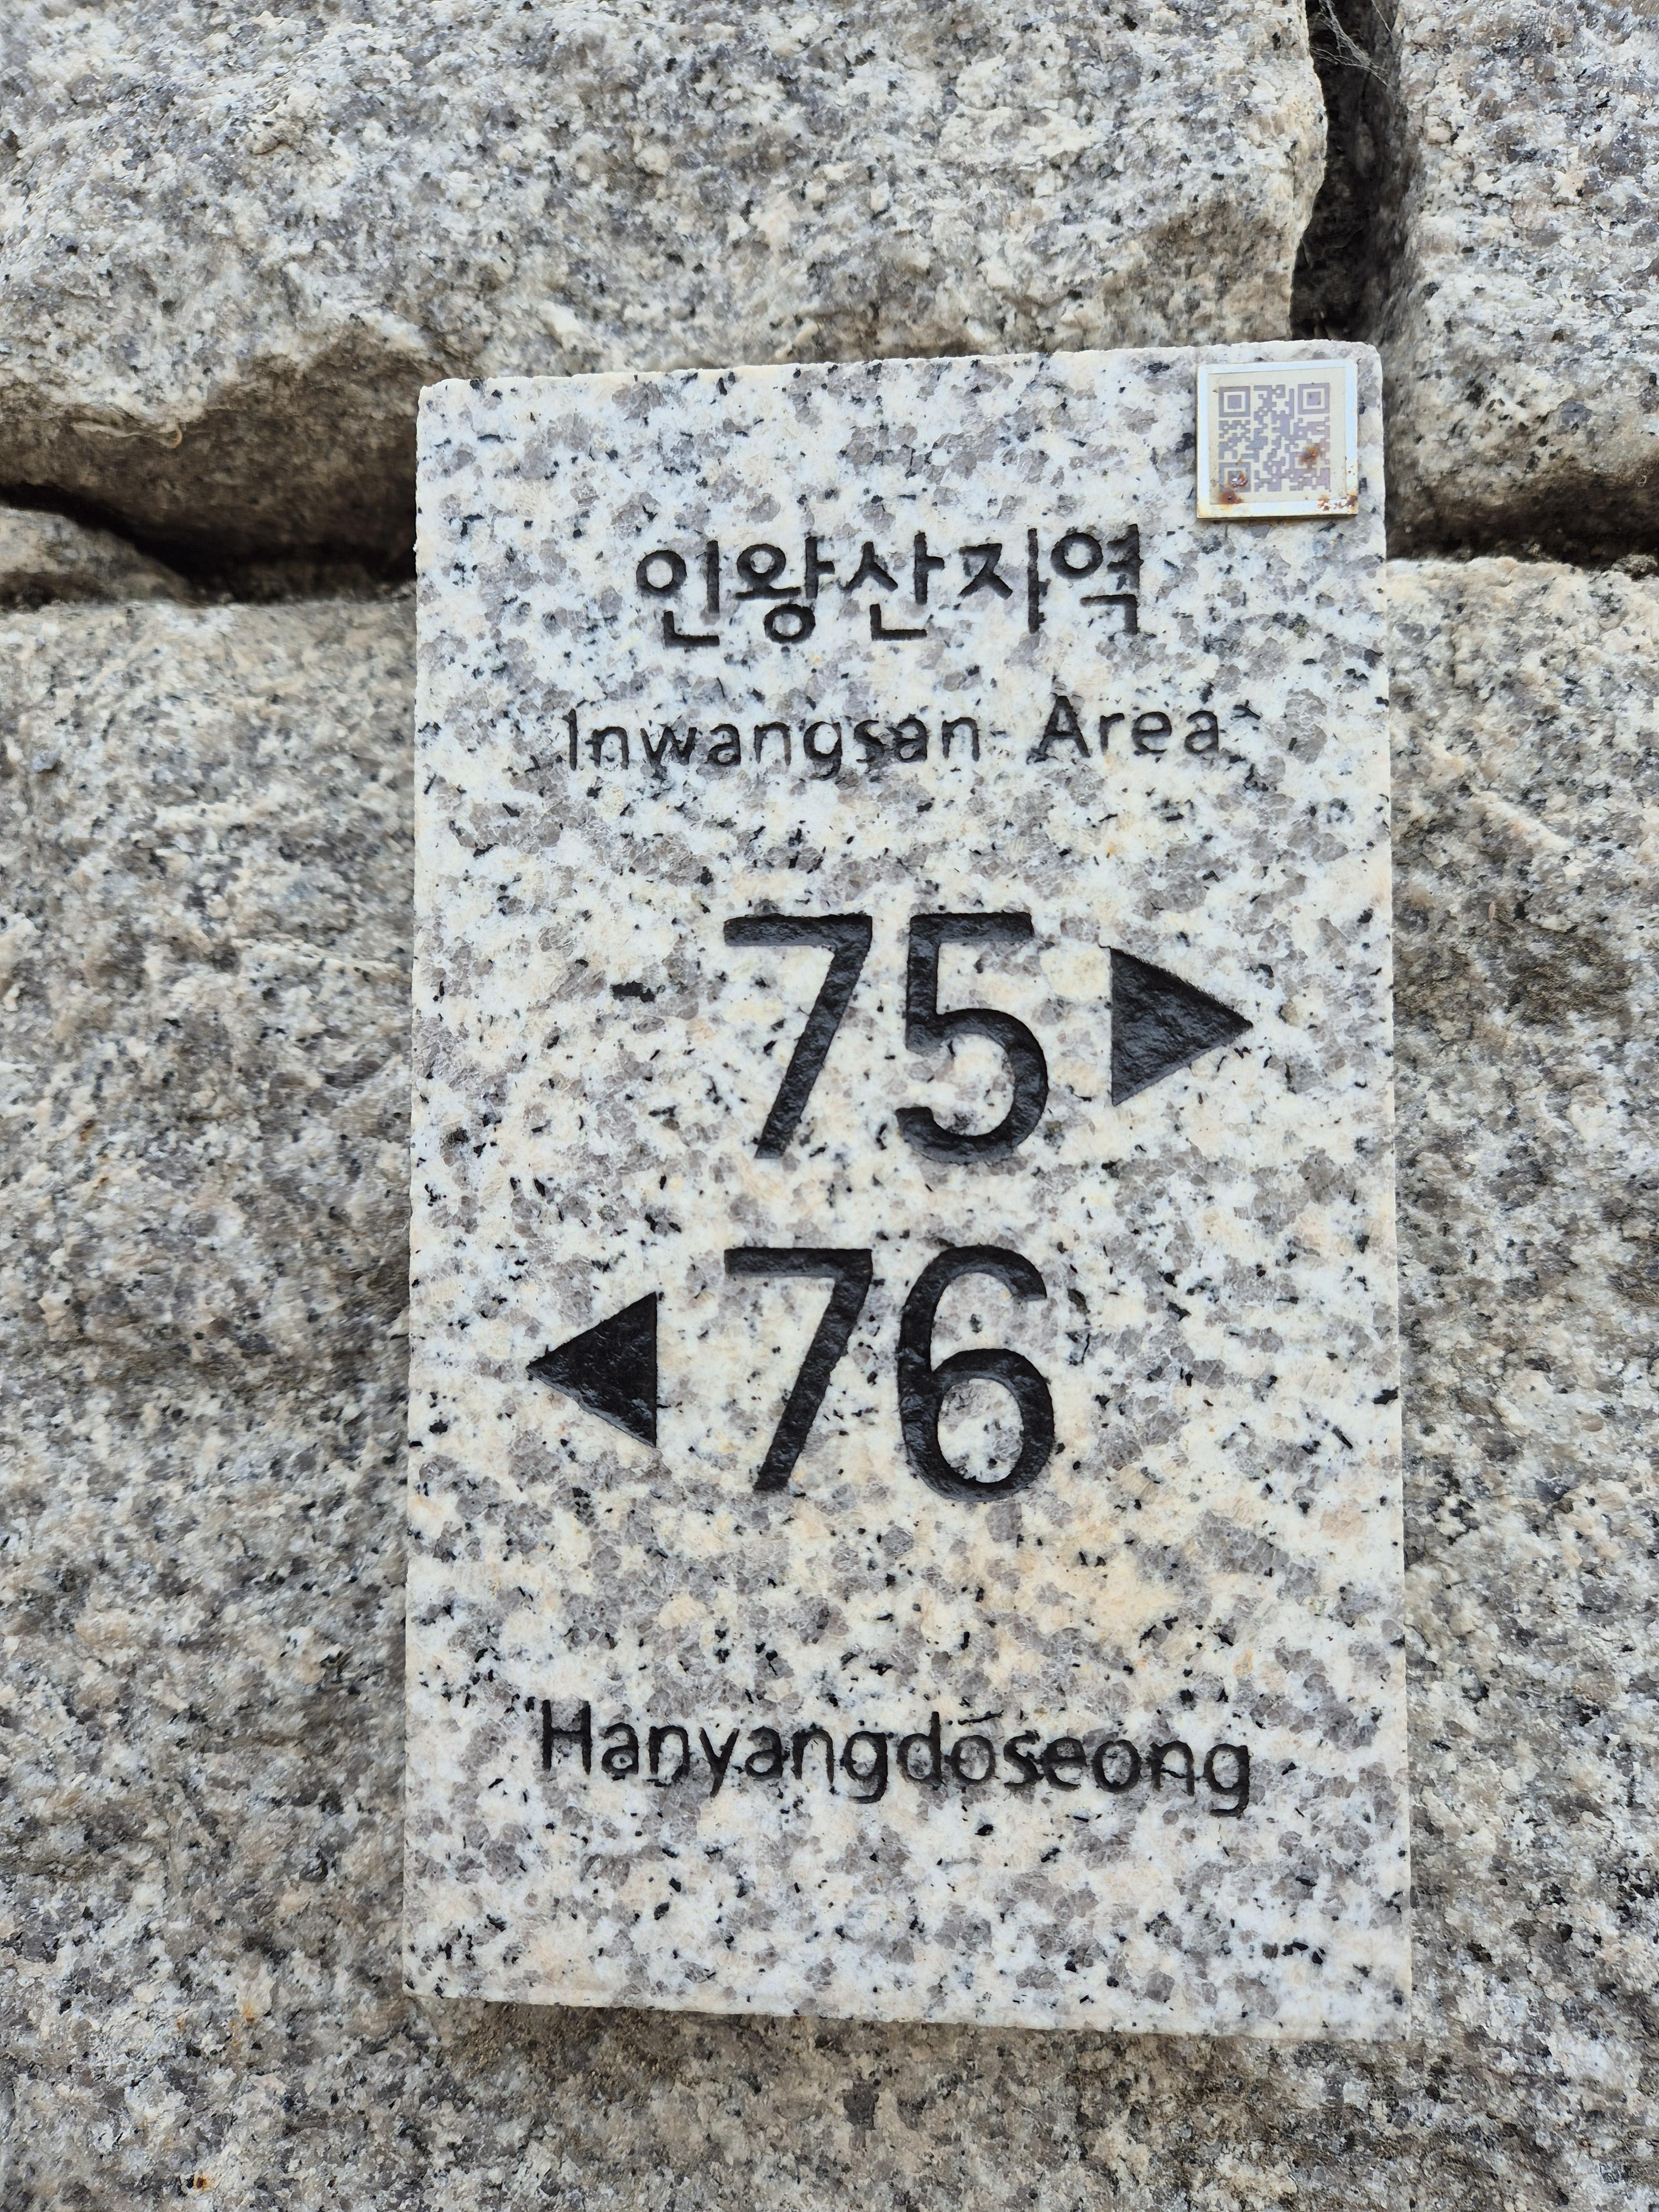 인왕산지역
Inwangsan Area
75 ▶
◀ 76
Hanyangdoseong